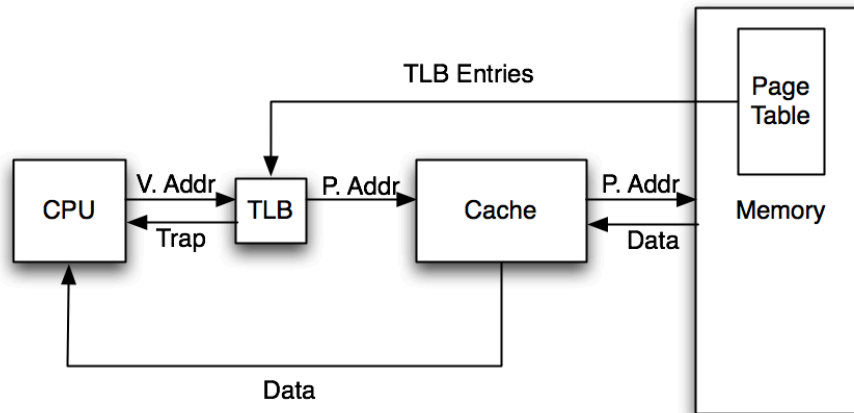 TLB Entries
Page
Table
CPU
V. Addr
Trap
TLB
P. Addr
Cache
P. Addr
Data
Memory
Data